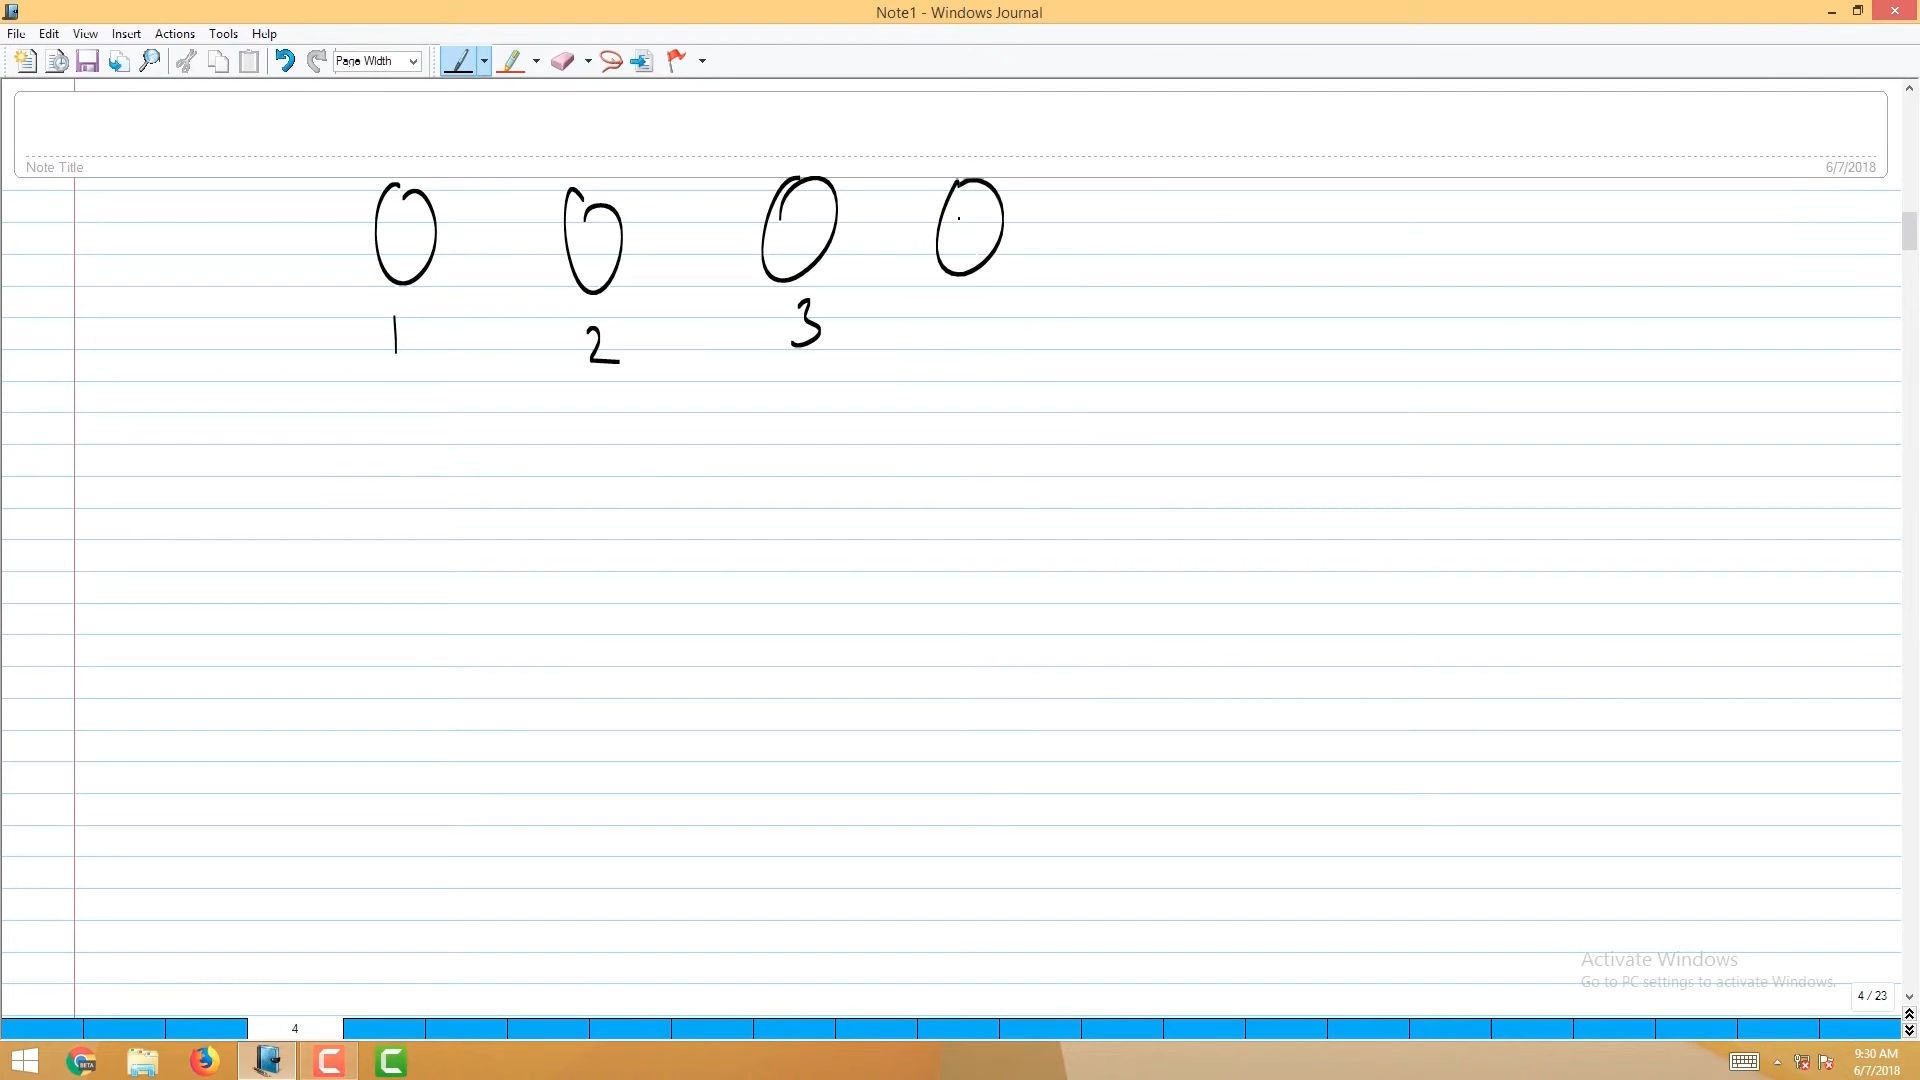 Note1 - Windows Journal
File Edit View Insert Actions Tools Help
Page Width
Note Title
6/7/2018
1 2 3
Activate Windows
Go to PC settings to activate Windows.
4 / 23
4
BETA
9:30 AM
6/7/2018